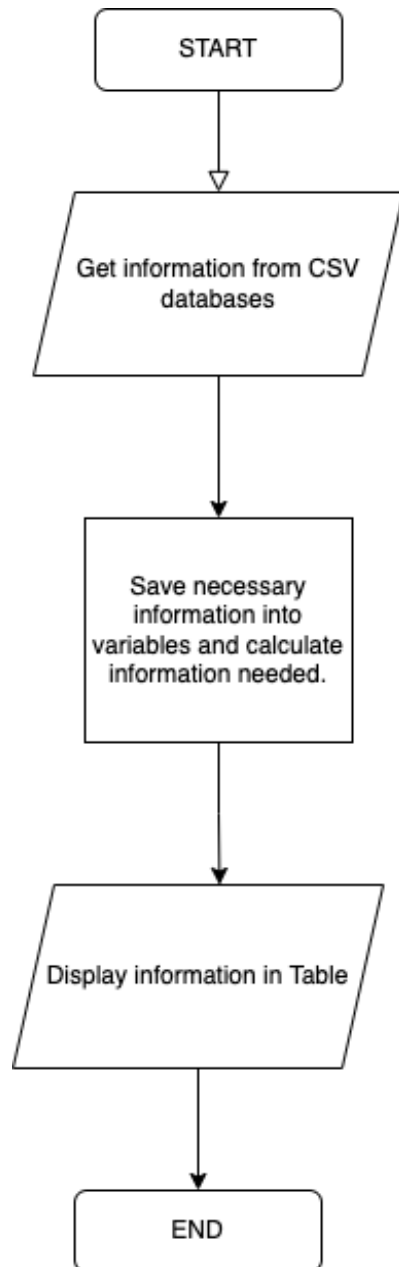 START
Get information from CSV
databases
Save necessary
information into
variables and calculate
information needed.
Display information in Table
END